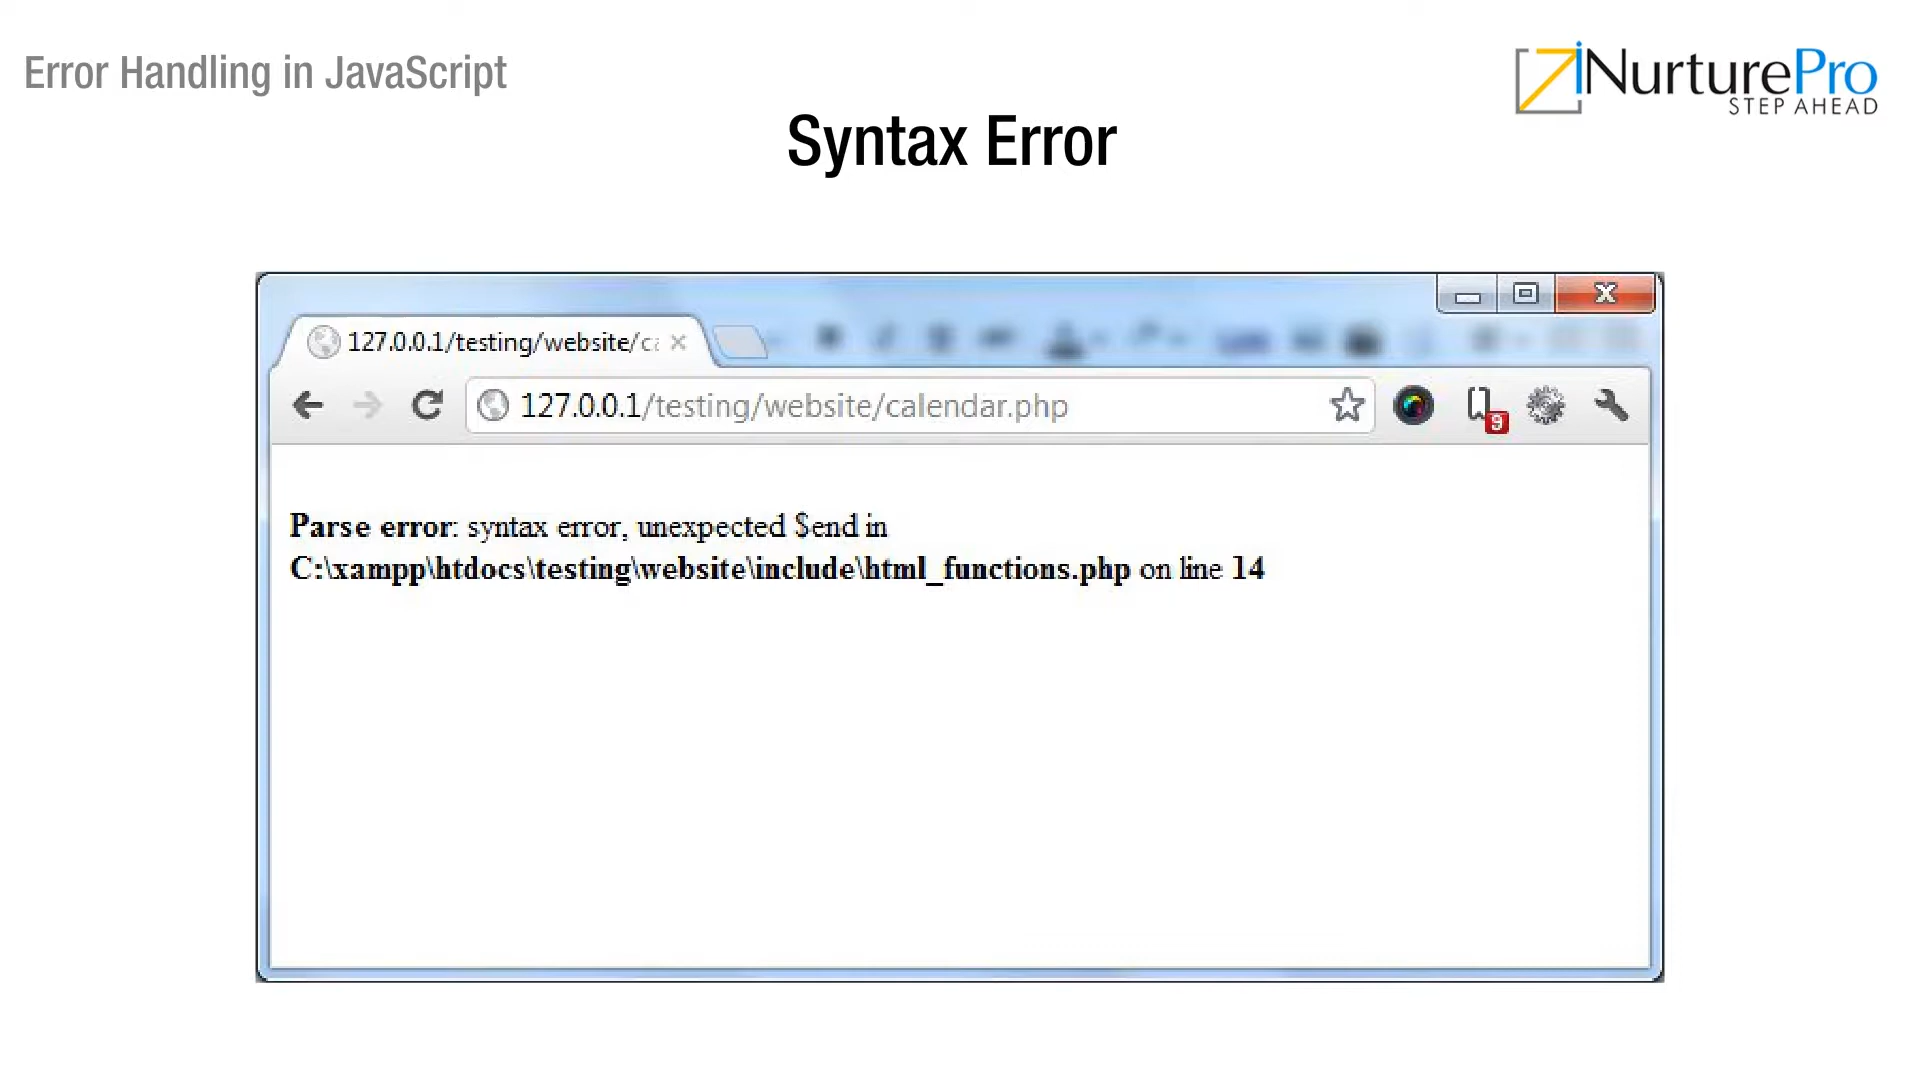 Error Handling in JavaScript
iNurturePro
STEP AHEAD
Syntax Error
127.0.0.1/testing/website/ca
127.0.0.1/testing/website/calendar.php
9
Parse error: syntax error, unexpected $end in
C:\xampp\htdocs\testing\website\include\html_functions.php on line 14